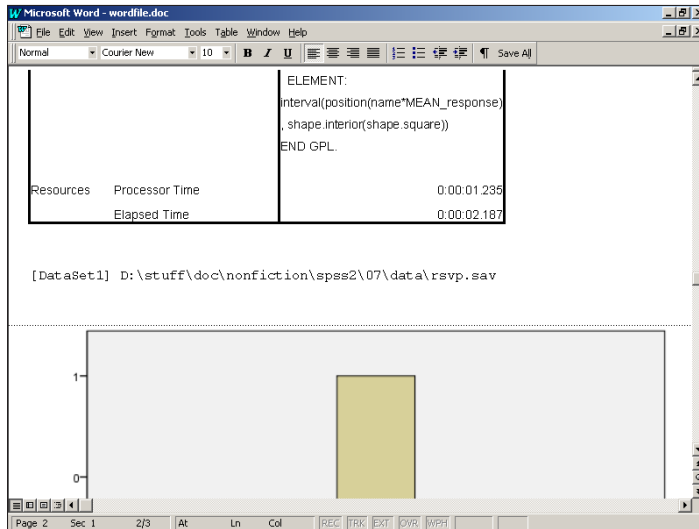 W Microsoft Word - wordfile.doc
File Edit View Insert Format Tools Table Window Help
Normal Courier New 10 B I U ¶ Save All
ELEMENT:
interval(position(name*MEAN_response)
, shape.interior(shape.square))
END GPL.
Resources Processor Time 0:00:01.235
Elapsed Time 0:00:02.187
[DataSet1] D:\stuff\doc\nonfiction\spss2\07\data\rsvp.sav
1
0
Page 2 Sec 1 2/3 At Ln Col REC TRK EXT OVR WPH